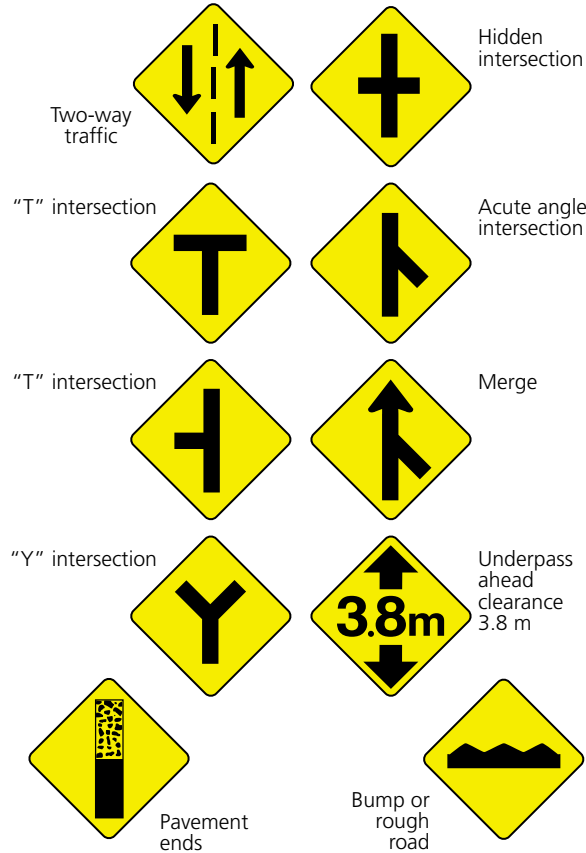 Two-way
traffic
Hidden
intersection
"T" intersection
Acute angle
intersection
"T" intersection
Merge
"Y" intersection
3.8m
Underpass
ahead
clearance
3.8 m
Pavement
ends
Bump or
rough
road